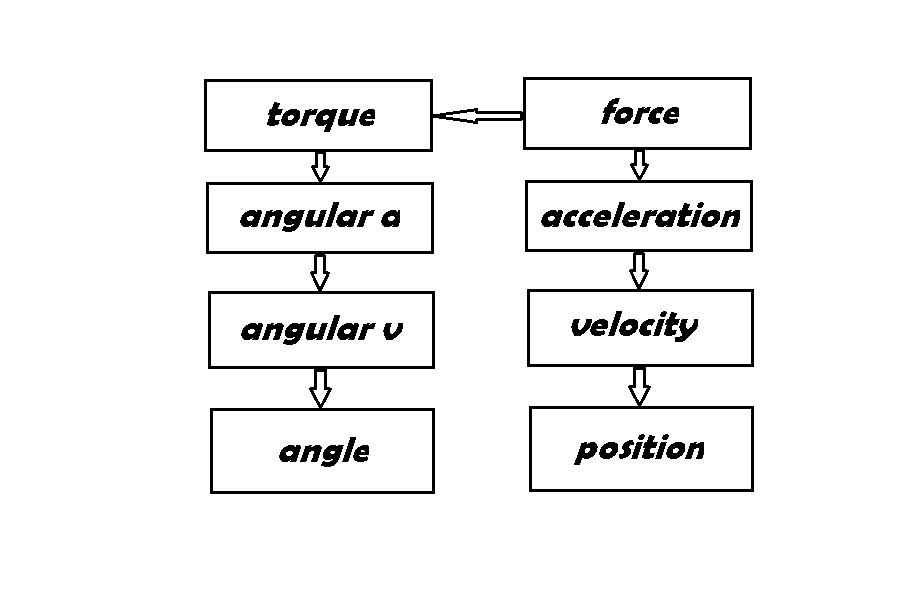 torque
force
angular a
acceleration
angular v
velocity
angle
position